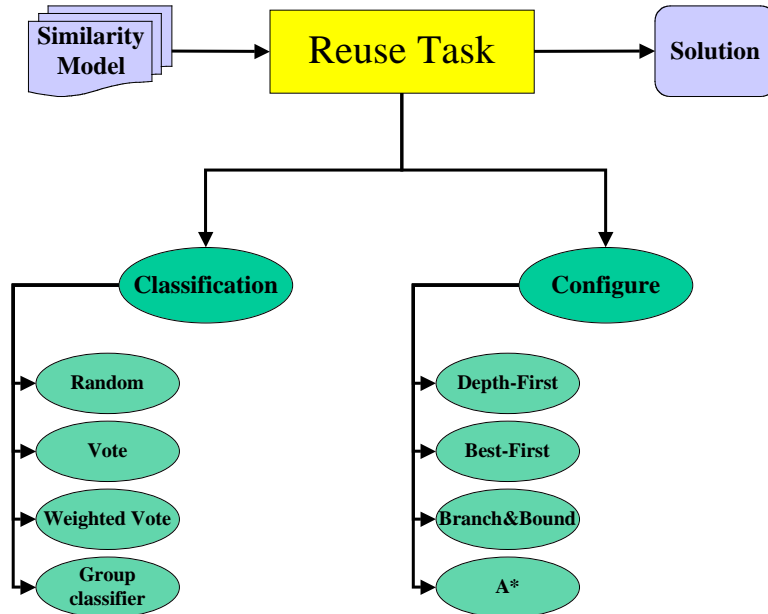 Similarity
Model
Reuse Task
Solution
Classification
Configure
Random
Vote
Weighted Vote
Group
classifier
Depth-First
Best-First
Branch&Bound
A*